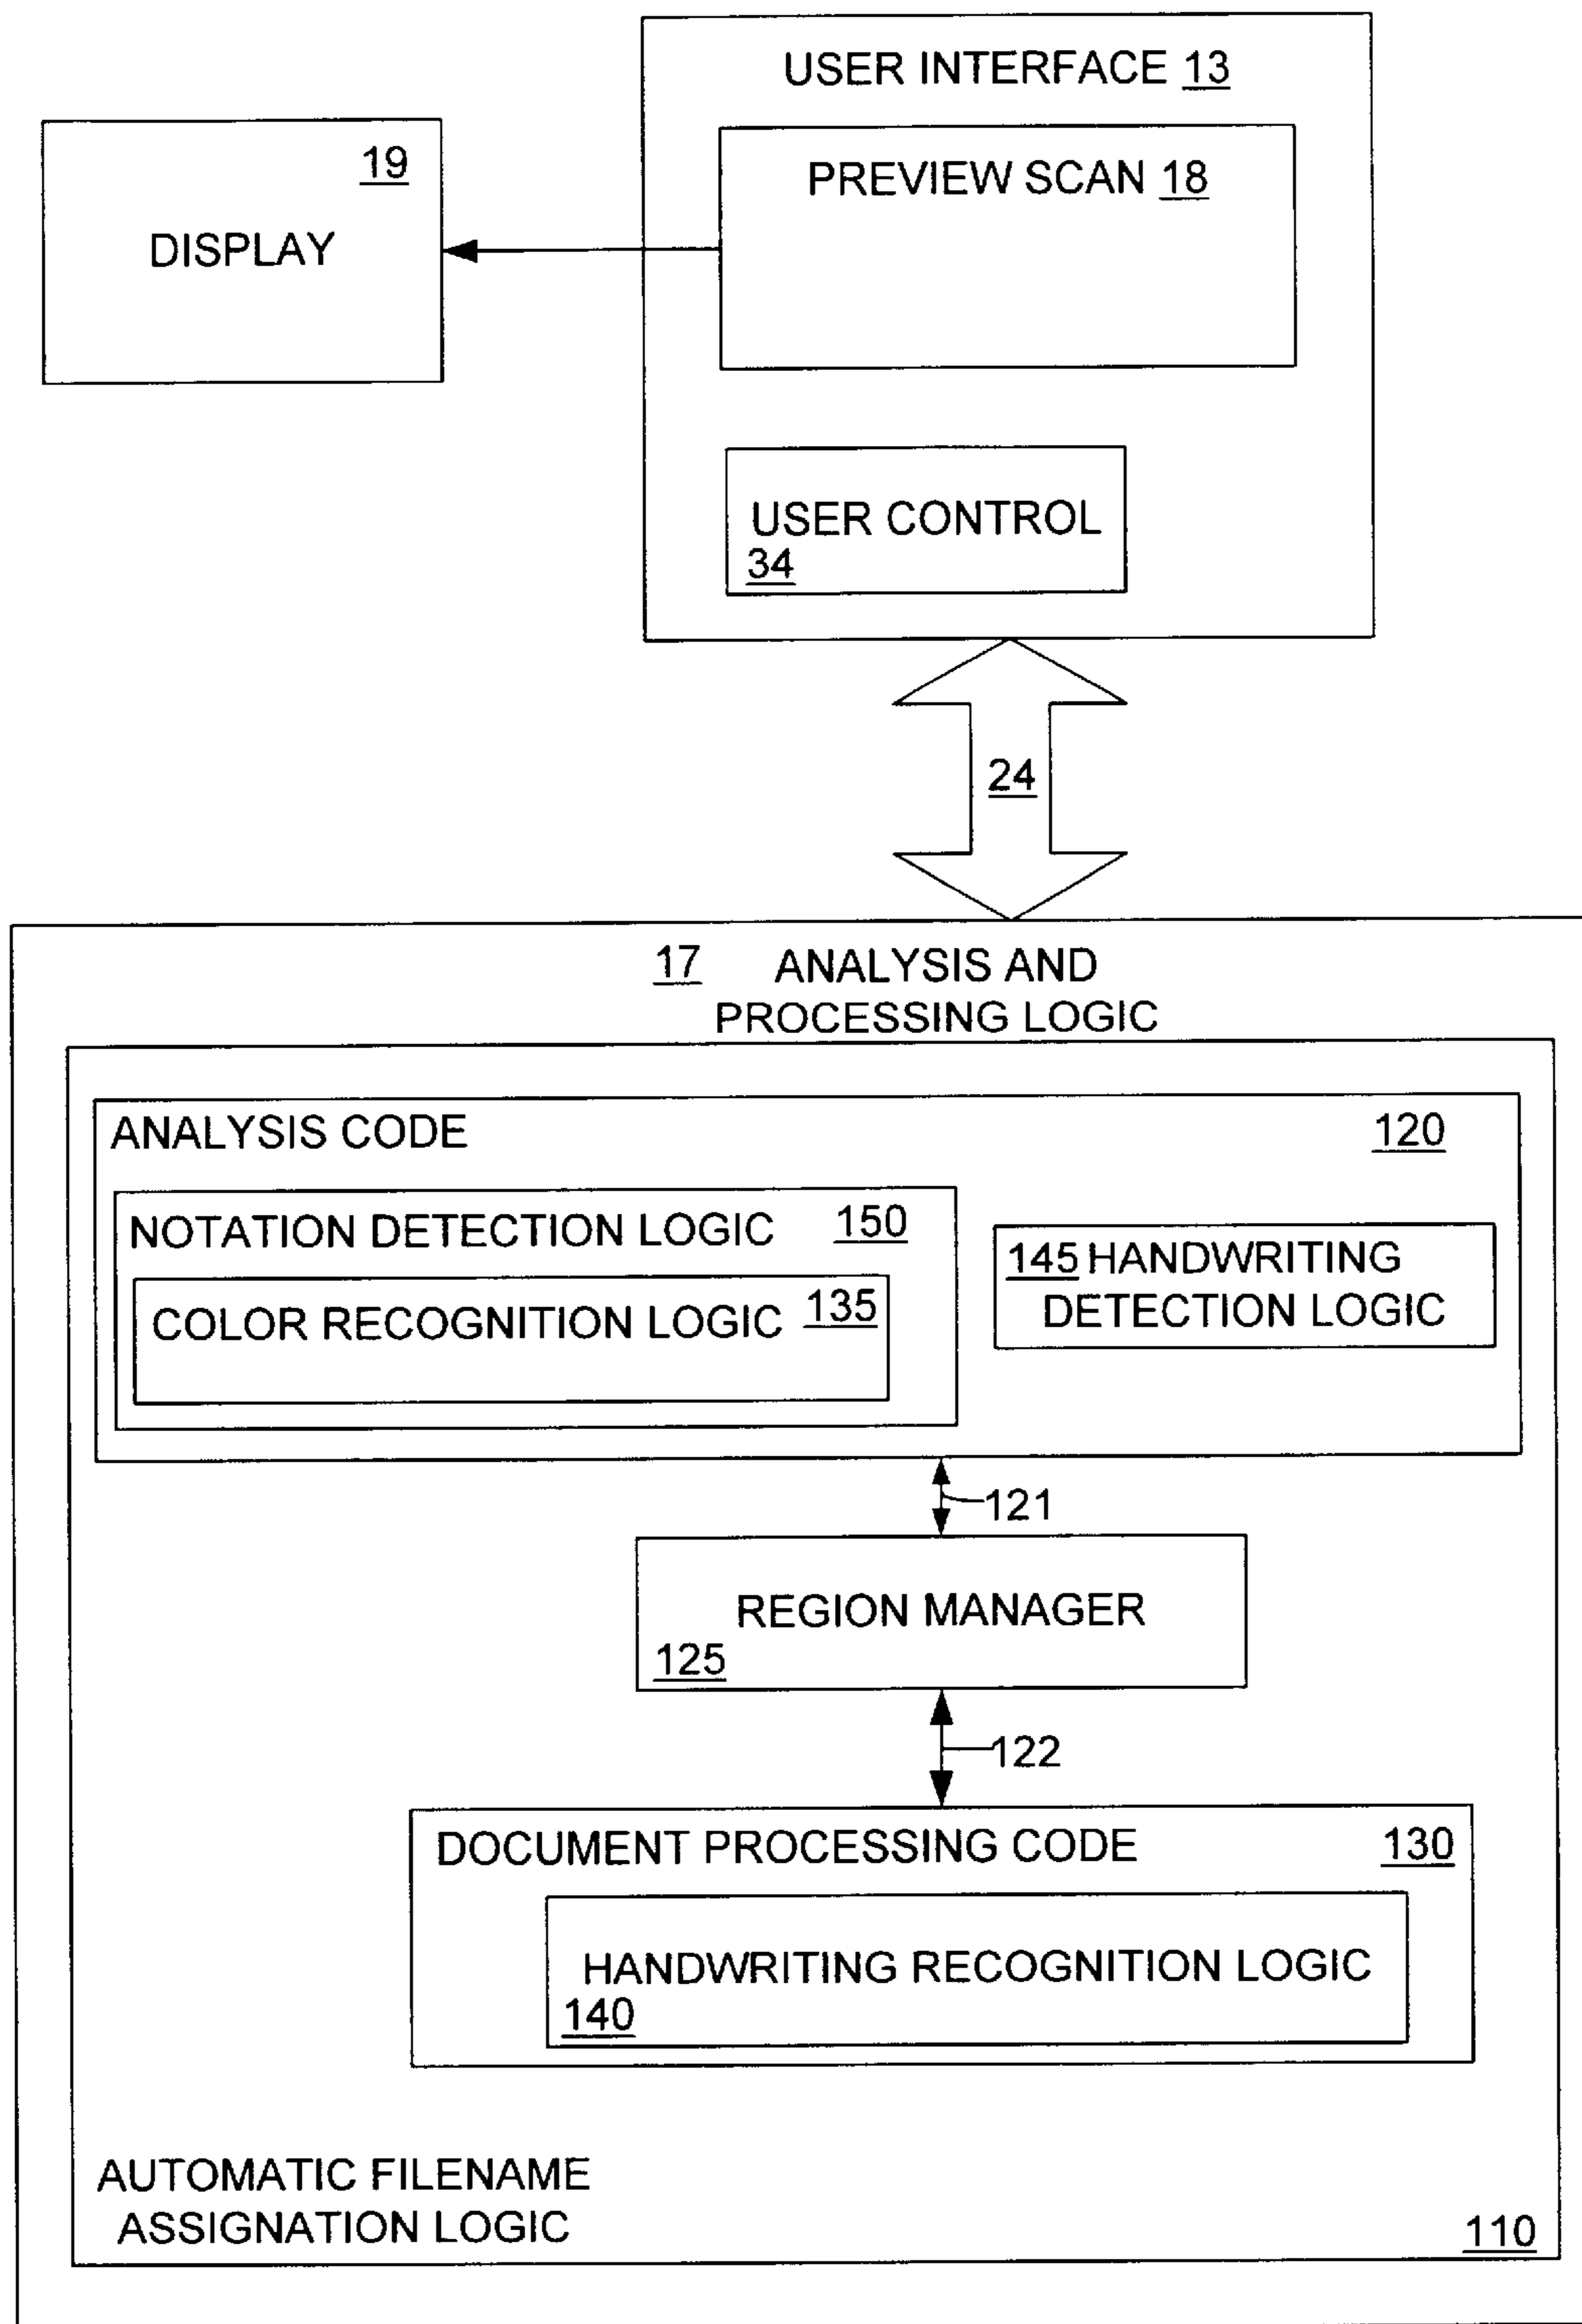 USER INTERFACE 13
19
PREVIEW SCAN 18
DISPLAY
USER CONTROL
34
24
17 ANALYSIS AND
PROCESSING LOGIC
ANALYSIS CODE 120
NOTATION DETECTION LOGIC 150
145 HANDWRITING
DETECTION LOGIC
COLOR RECOGNITION LOGIC 135
121
REGION MANAGER
125
122
DOCUMENT PROCESSING CODE 130
HANDWRITING RECOGNITION LOGIC
140
AUTOMATIC FILENAME
ASSIGNATION LOGIC
110